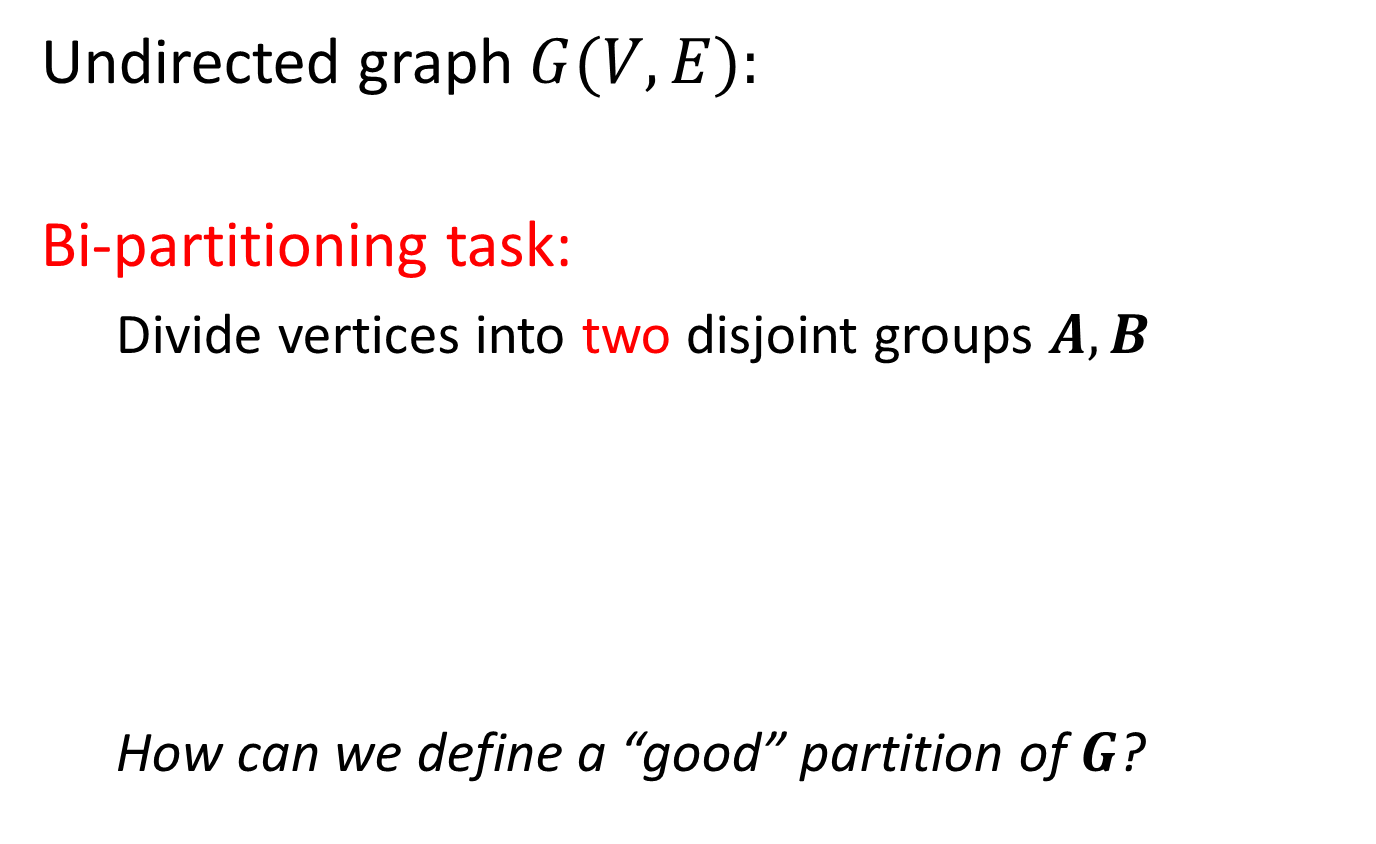 Undirected graph G(V, E):
Bi-partitioning task:
Divide vertices into two disjoint groups A, B
How can we define a “good” partition of G?